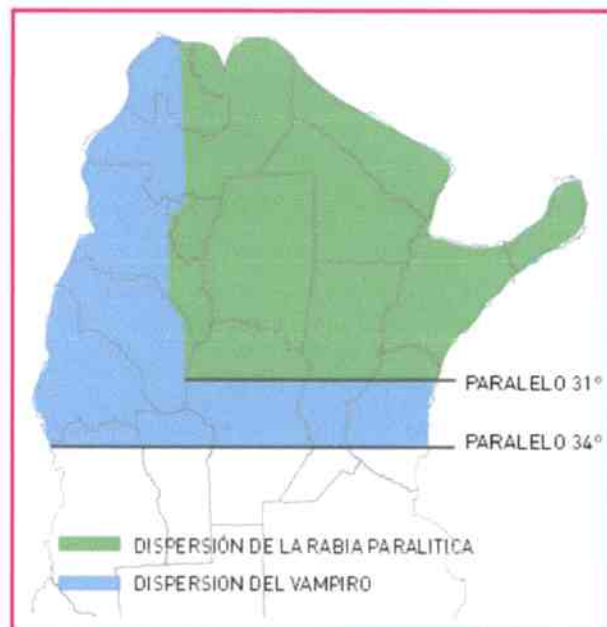 PARALELO 31°
PARALELO 34°
DISPERSIÓN DE LA RABIA PARALITICA
DISPERSION DEL VAMPIRO